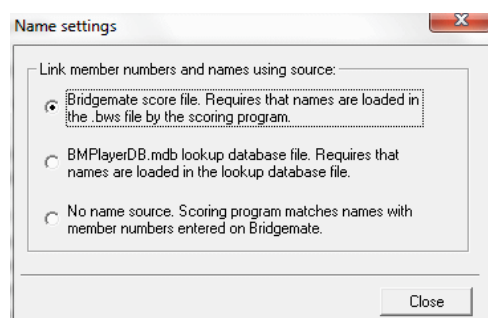 Name settings
Link member numbers and names using source:
Bridgemate score file. Requires that names are loaded in
the .bws file by the scoring program.
BMPlayerDB.mdb lookup database file. Requires that
names are loaded in the lookup database file.
No name source. Scoring program matches names with
member numbers entered on Bridgemate.
Close